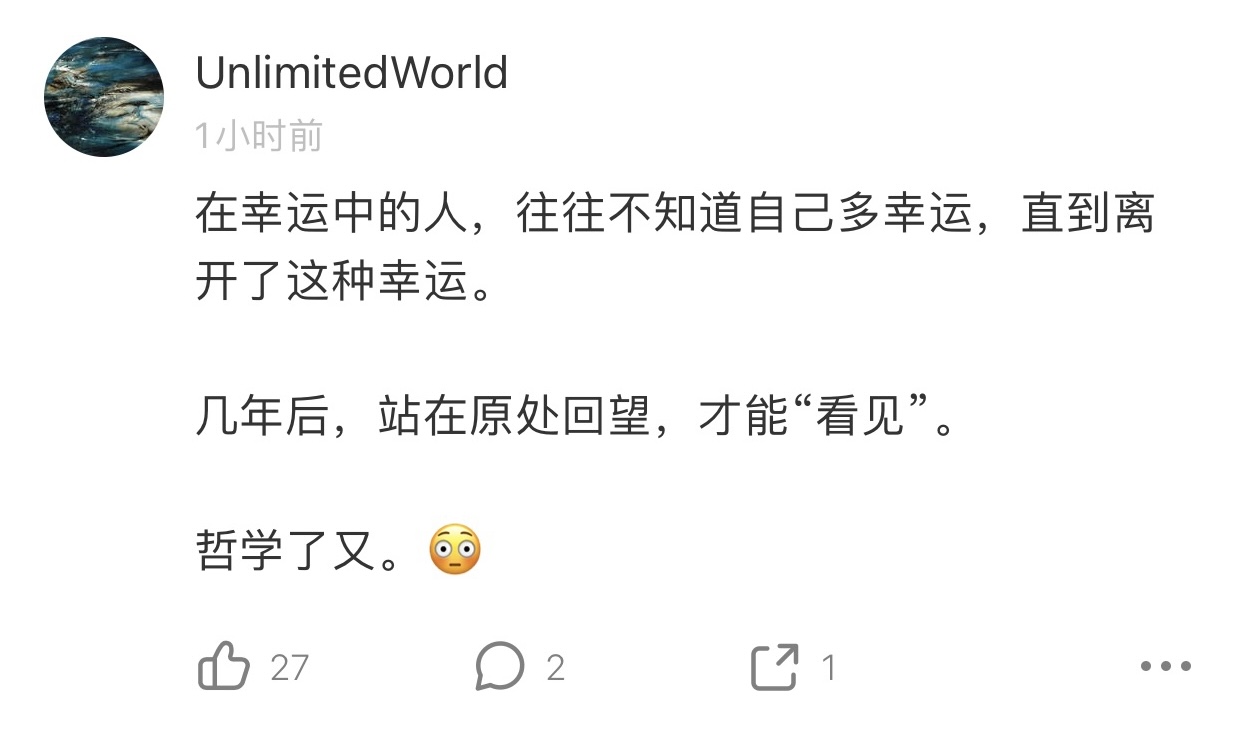 UnlimitedWorld
1小时前
在幸运中的人，往往不知道自己多幸运，直到离
开了这种幸运。
几年后，站在原处回望，才能“看见”。
哲学了又。😳
27 2 1